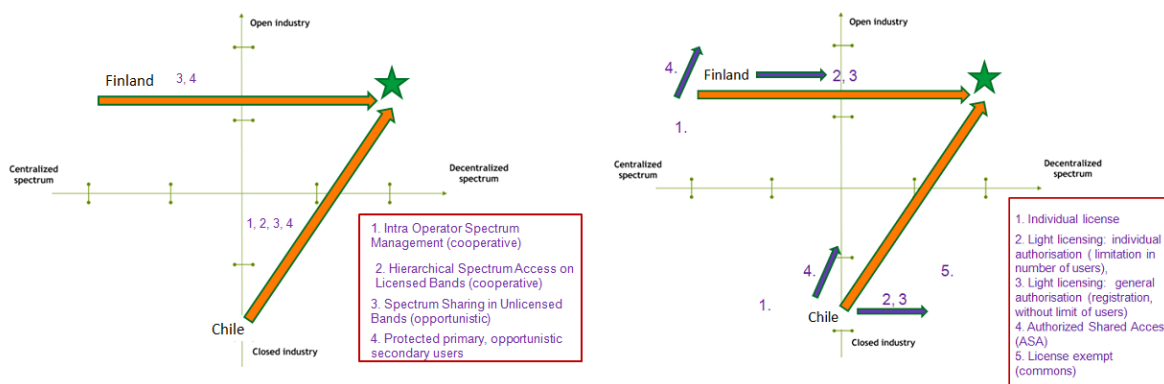 Open industry
Finland
3, 4
Centralized
spectrum
Decentralized
spectrum
1, 2, 3, 4
1. Intra Operator Spectrum
Management (cooperative)
2. Hierarchical Spectrum Access on
Licensed Bands (cooperative)
3. Spectrum Sharing in Unlicensed
Bands (opportunistic)
4. Protected primary, opportunistic
secondary users
Chile
Closed industry
Open industry
4.
Finland
2, 3
1.
Centralized
spectrum
Decentralized
spectrum
4.
1.
5.
2, 3
Chile
Closed industry
1. Individual license
2. Light licensing: individual
authorisation ( limitation in
number of users),
3. Light licensing: general
authorisation (registration,
without limit of users)
4. Authorized Shared Acces
(ASA)
5. License exempt
(commons)